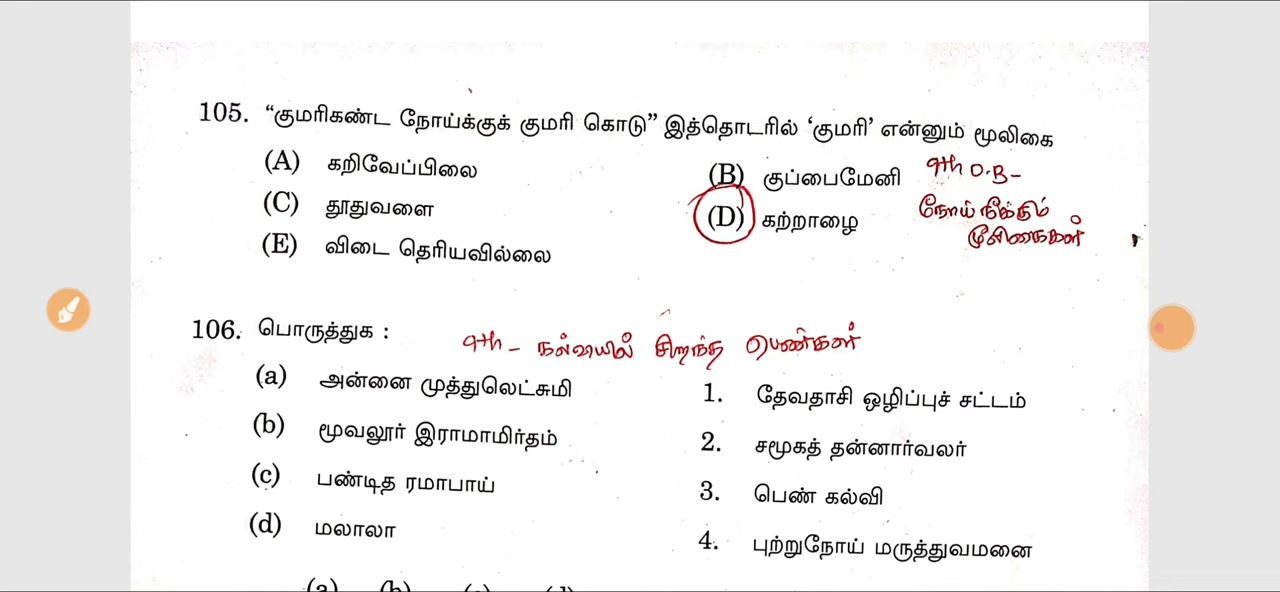 105. “குமரிகண்ட நோய்க்குக் குமரி கொடு” இத்தொடரில் ‘குமரி’ என்னும் மூலிகை
(A) கறிவேப்பிலை (B) குப்பைமேனி 9th O.B –
(C) தூதுவளை (D) கற்றாழை நோய் நீக்கும்
மூலிகைகள்
(E) விடை தெரியவில்லை
106. பொருத்துக :
9th – கல்வியில் சிறந்த பெண்கள்
(a) அன்னை முத்துலெட்சுமி 1. தேவதாசி ஒழிப்புச் சட்டம்
(b) மூவலூர் இராமாமிர்தம் 2. சமூகத் தன்னார்வலர்
(c) பண்டித ரமாபாய் 3. பெண் கல்வி
(d) மலாலா 4. புற்றுநோய் மருத்துவமனை
(a) (b) (c) (d)